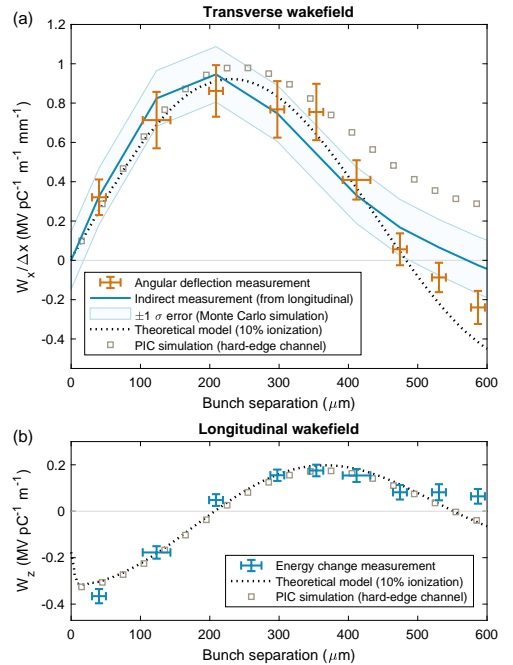 (a)
Transverse wakefield
1.2
1
0.8
0.6
0.4
0.2
0
-0.2
-0.4
W_x/Δx (MV pC⁻¹ m⁻¹ mm⁻¹)
Angular deflection measurement
Indirect measurement (from longitudinal)
±1 σ error (Monte Carlo simulation)
Theoretical model (10% ionization)
PIC simulation (hard-edge channel)
0 100 200 300 400 500 600
Bunch separation (μm)
(b)
Longitudinal wakefield
0.2
0
-0.2
-0.4
W_z (MV pC⁻¹ m⁻¹)
Energy change measurement
Theoretical model (10% ionization)
PIC simulation (hard-edge channel)
0 100 200 300 400 500 600
Bunch separation (μm)